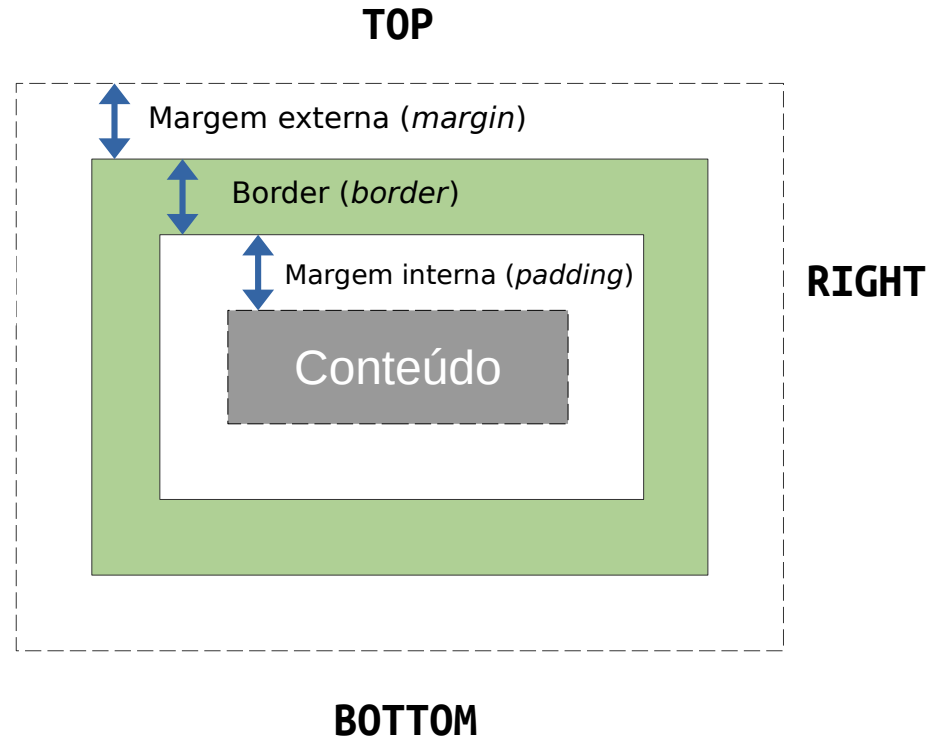 TOP
Margem externa (margin)
Border (border)
Margem interna (padding)
RIGHT
Conteúdo
BOTTOM